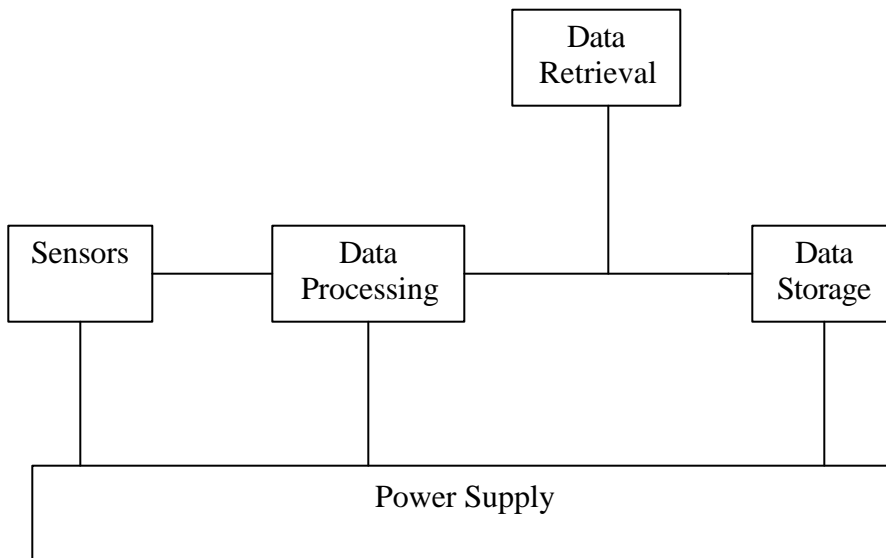 Data
Retrieval
Sensors
Data
Processing
Data
Storage
Power Supply